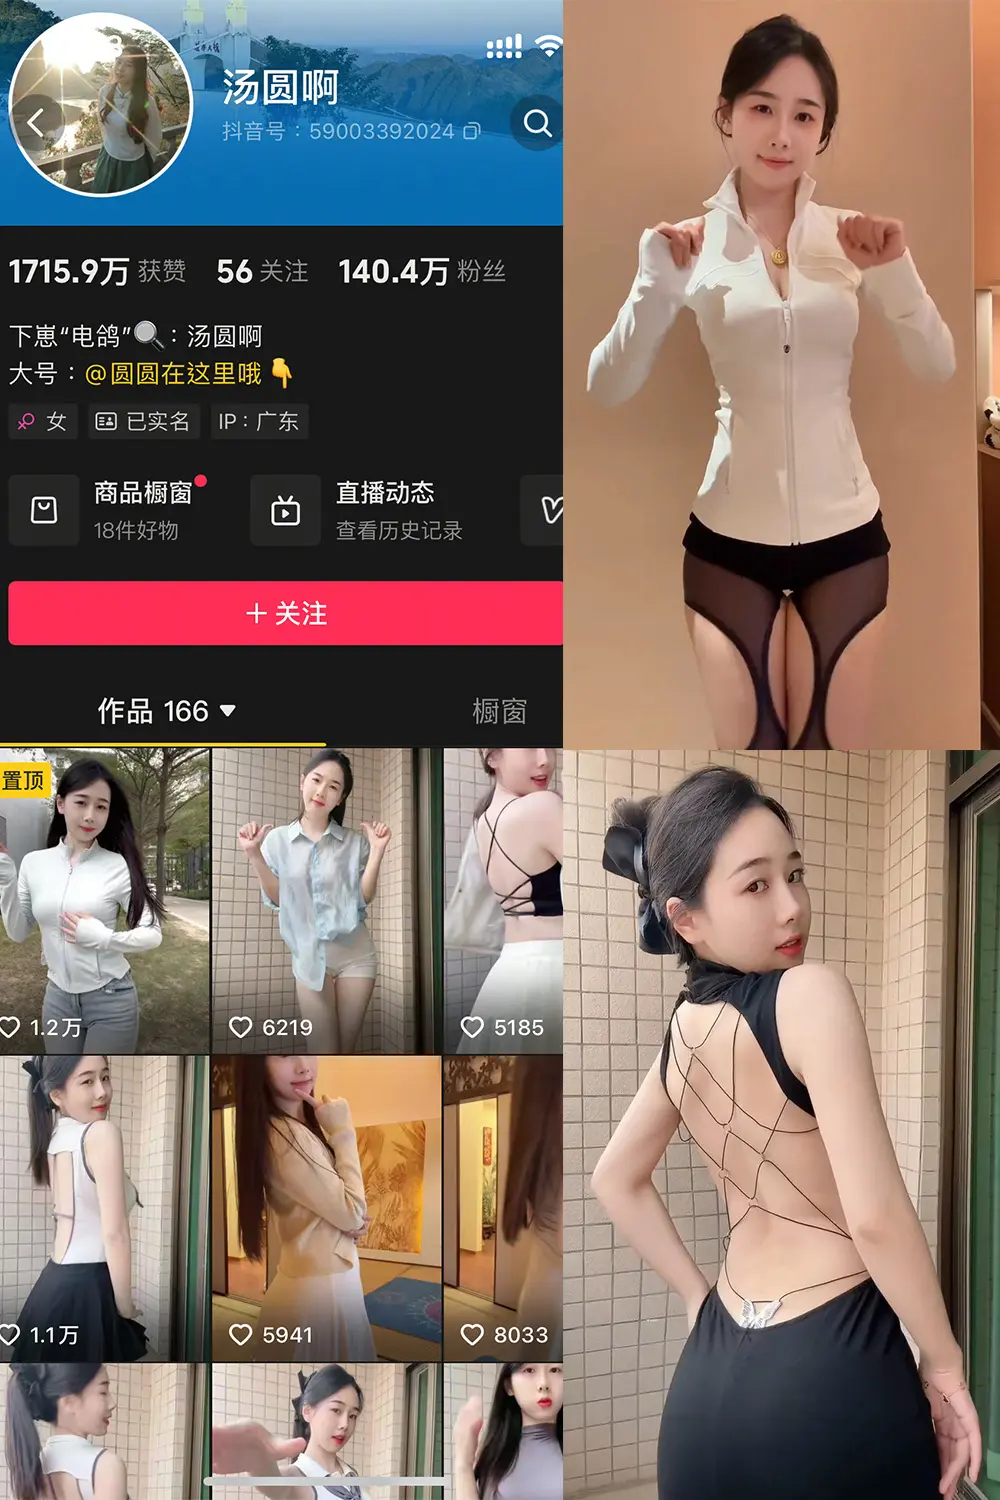 汤圆啊
抖音号：59003392024
1715.9万 获赞 56 关注 140.4万 粉丝
下崽“电鸽”🔍：汤圆啊
大号：@圆圆在这里哦👇
女 已实名 IP：广东
商品橱窗 直播动态
18件好物 查看历史记录
+ 关注
作品 166 橱窗
置顶
1.2万 6219 5185
1.1万 5941 8033